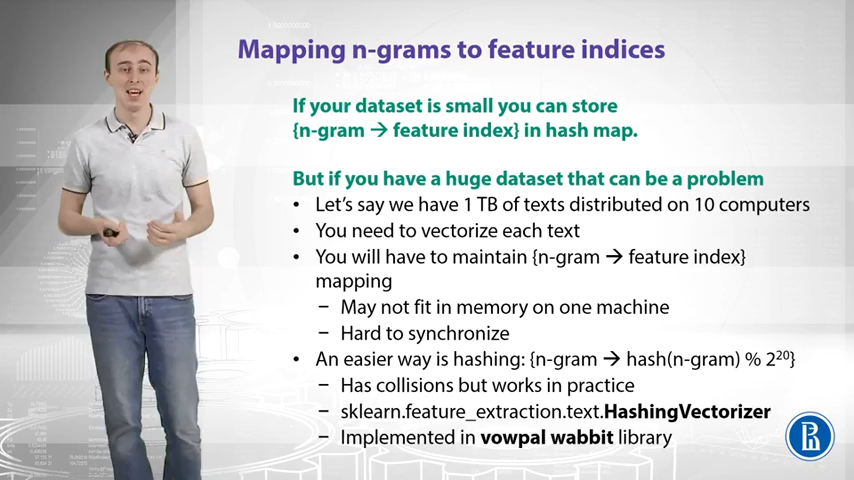 Mapping n-grams to feature indices
If your dataset is small you can store
{n-gram → feature index} in hash map.
But if you have a huge dataset that can be a problem
• Let's say we have 1 TB of texts distributed on 10 computers
• You need to vectorize each text
• You will have to maintain {n-gram → feature index}
mapping
– May not fit in memory on one machine
– Hard to synchronize
• An easier way is hashing: {n-gram → hash(n-gram) % 2²⁰}
– Has collisions but works in practice
– sklearn.feature_extraction.text.HashingVectorizer
– Implemented in vowpal wabbit library